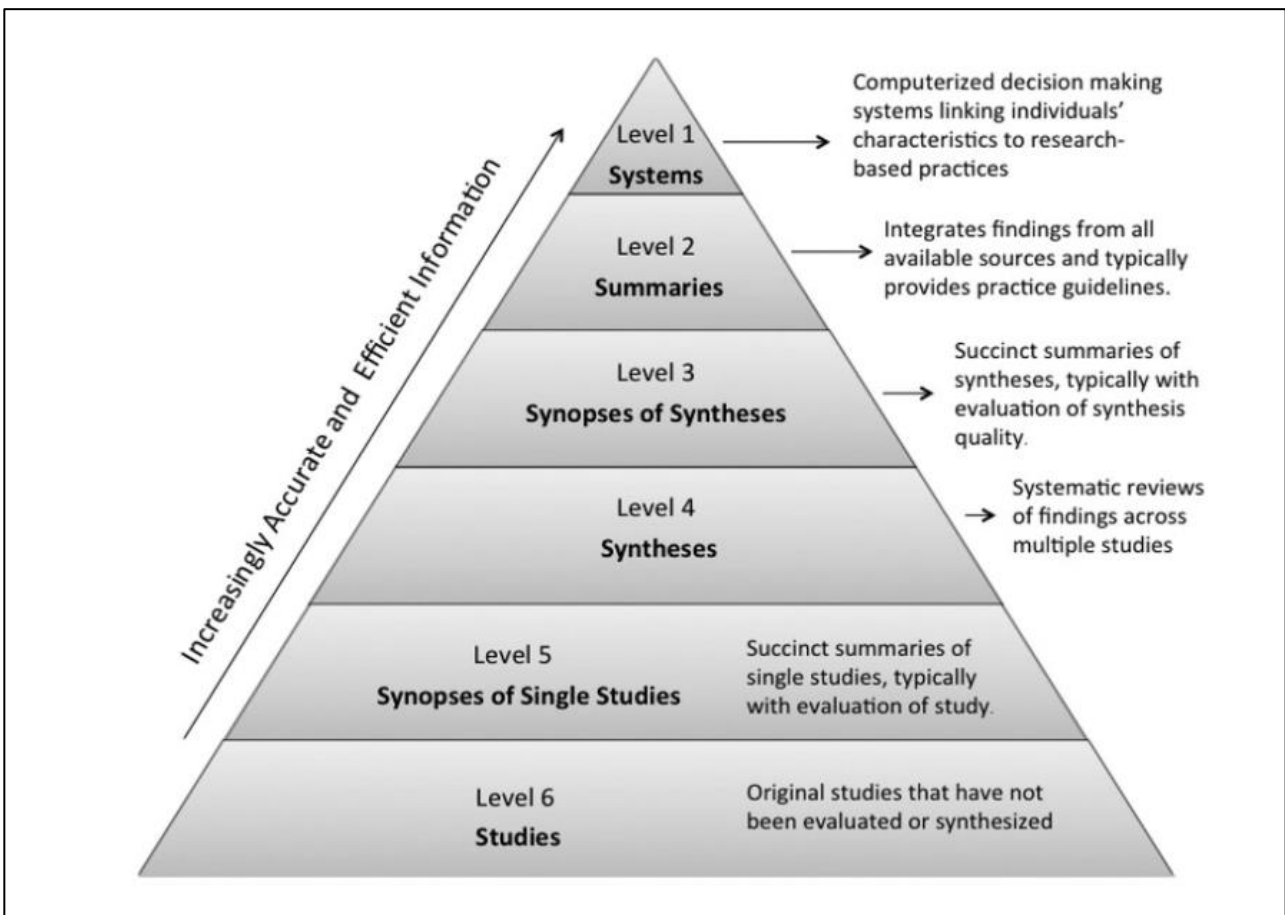 Increasingly Accurate and Efficient Information
Level 1
Systems
Computerized decision making
systems linking individuals'
characteristics to research-
based practices
Level 2
Summaries
Integrates findings from all
available sources and typically
provides practice guidelines.
Level 3
Synopses of Syntheses
Succinct summaries of
syntheses, typically with
evaluation of synthesis
quality.
Level 4
Syntheses
Systematic reviews
of findings across
multiple studies
Level 5
Synopses of Single Studies
Succinct summaries of
single studies, typically
with evaluation of study.
Level 6
Studies
Original studies that have not
been evaluated or synthesized